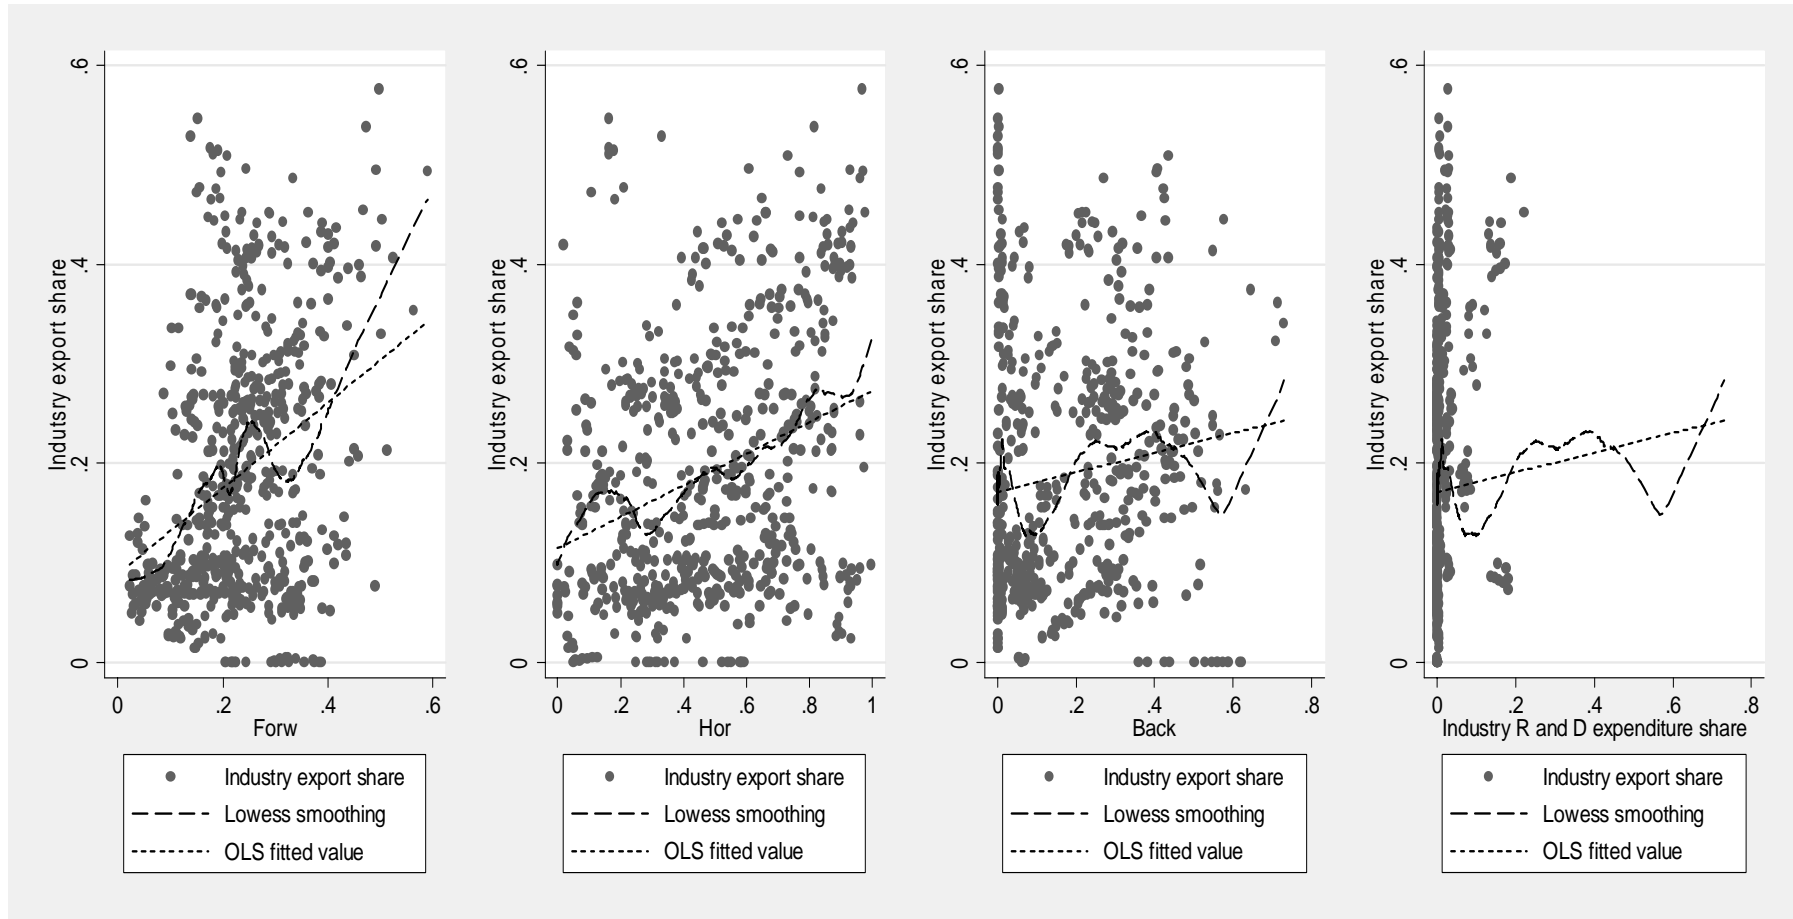 Indutsry export share
.6
.4
.2
0
0 .2 .4 .6
Forw
Industry export share
Lowess smoothing
OLS fitted value
Indutsry export share
.6
.4
.2
0
0 .2 .4 .6 .8 1
Hor
Industry export share
Lowess smoothing
OLS fitted value
Indutsry export share
.6
.4
.2
0
0 .2 .4 .6 .8
Back
Industry export share
Lowess smoothing
OLS fitted value
Indutsry export share
.6
.4
.2
0
0 .2 .4 .6 .8
Industry R and D expenditure share
Industry export share
Lowess smoothing
OLS fitted value